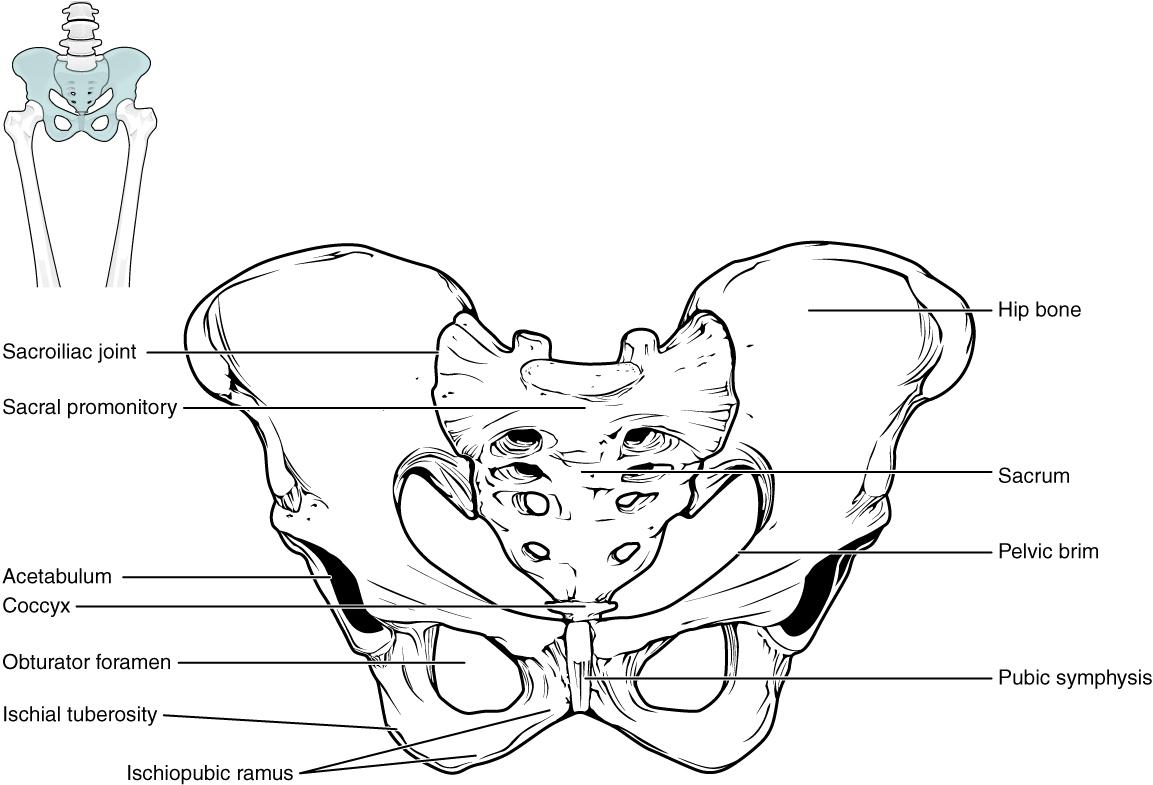 Hip bone
Sacroiliac joint
Sacral promonitory
Sacrum
Pelvic brim
Acetabulum
Coccyx
Obturator foramen
Pubic symphysis
Ischial tuberosity
Ischiopubic ramus